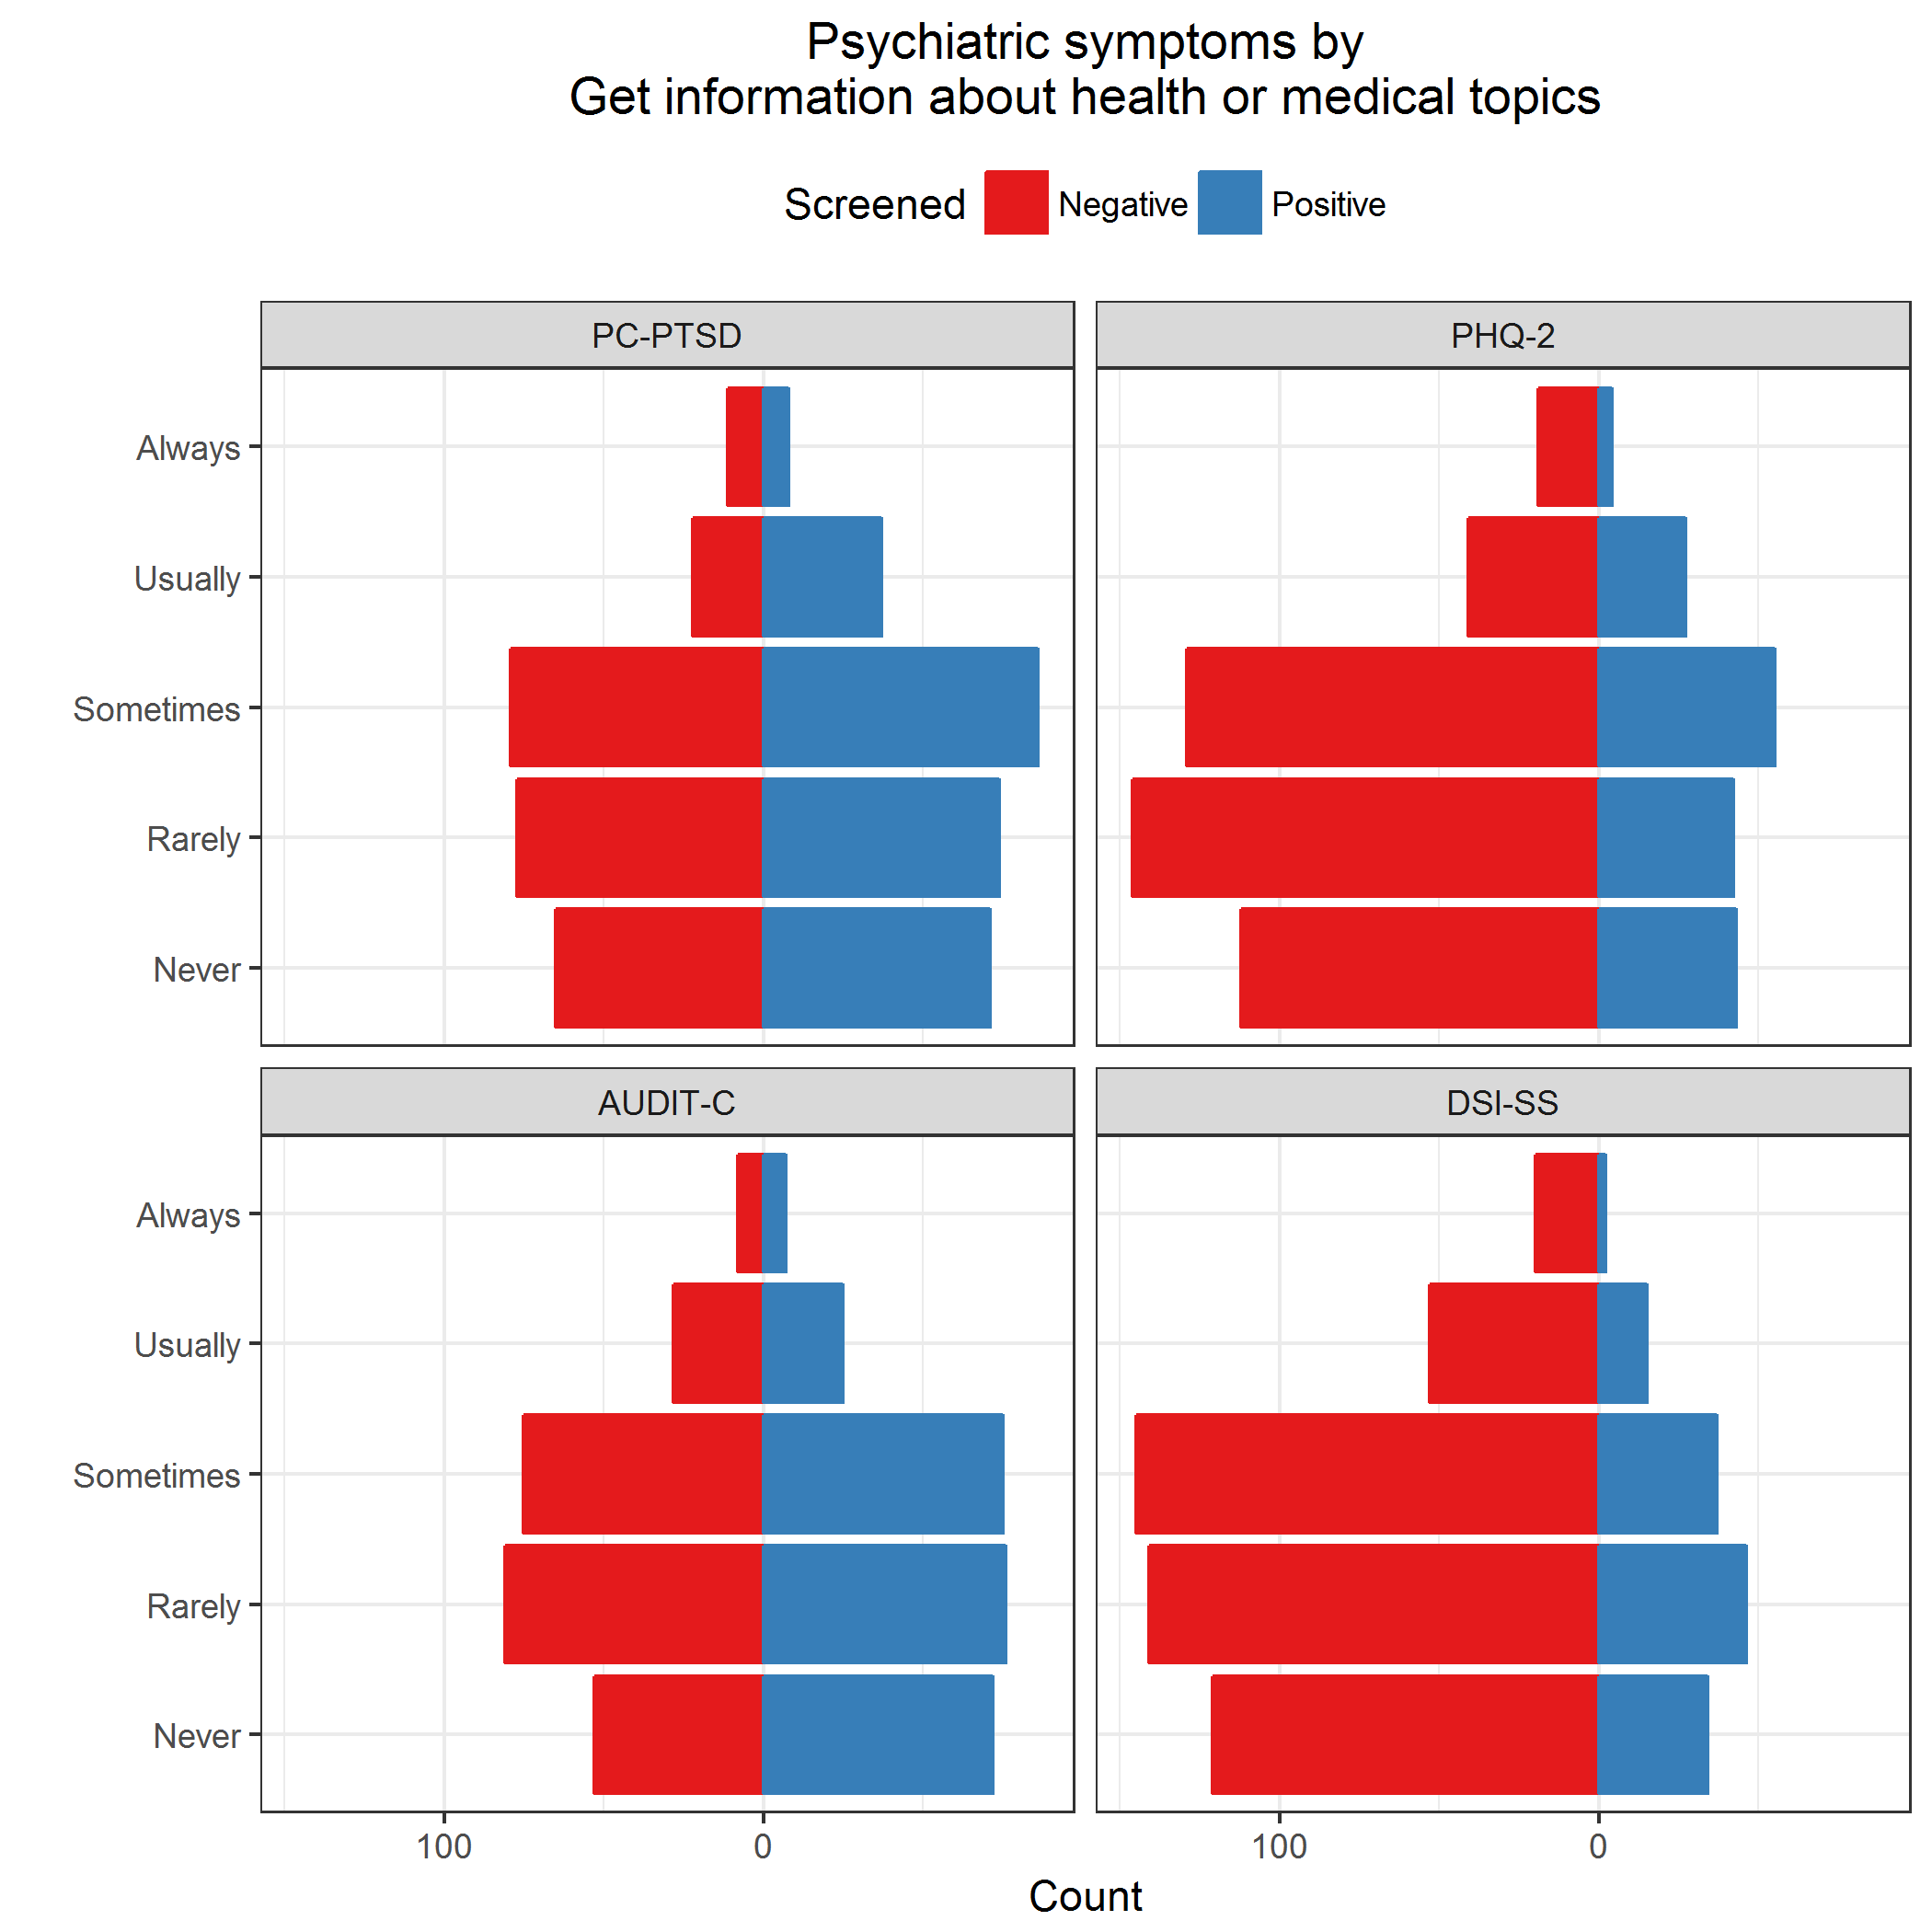 Psychiatric symptoms by
Get information about health or medical topics
Screened Negative Positive
PC-PTSD PHQ-2
Always
Usually
Sometimes
Rarely
Never
AUDIT-C DSI-SS
Always
Usually
Sometimes
Rarely
Never
100 0 100 0
Count